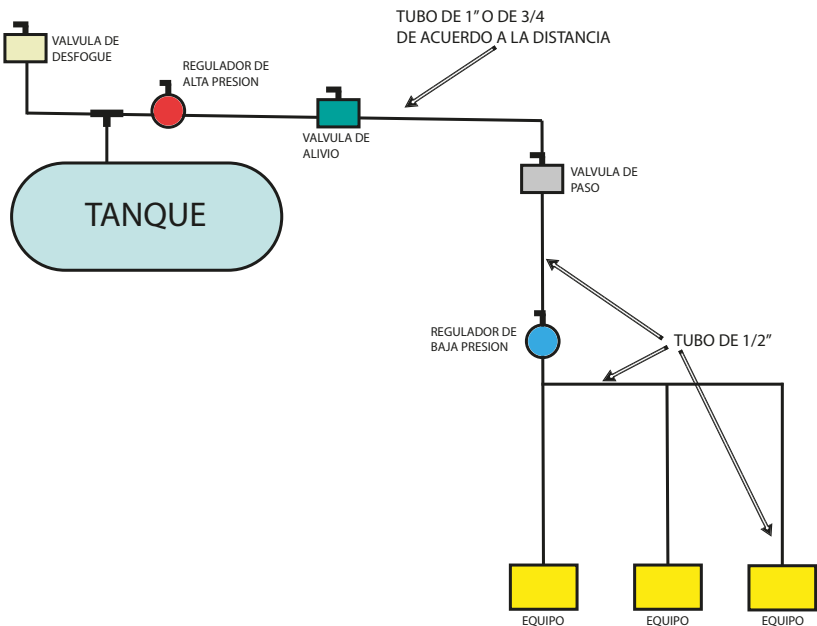 TUBO DE 1" O DE 3/4
DE ACUERDO A LA DISTANCIA
VALVULA DE
DESFOGUE
REGULADOR DE
ALTA PRESION
VALVULA DE
ALIVIO
VALVULA DE
PASO
TANQUE
REGULADOR DE
BAJA PRESION
TUBO DE 1/2"
EQUIPO
EQUIPO
EQUIPO